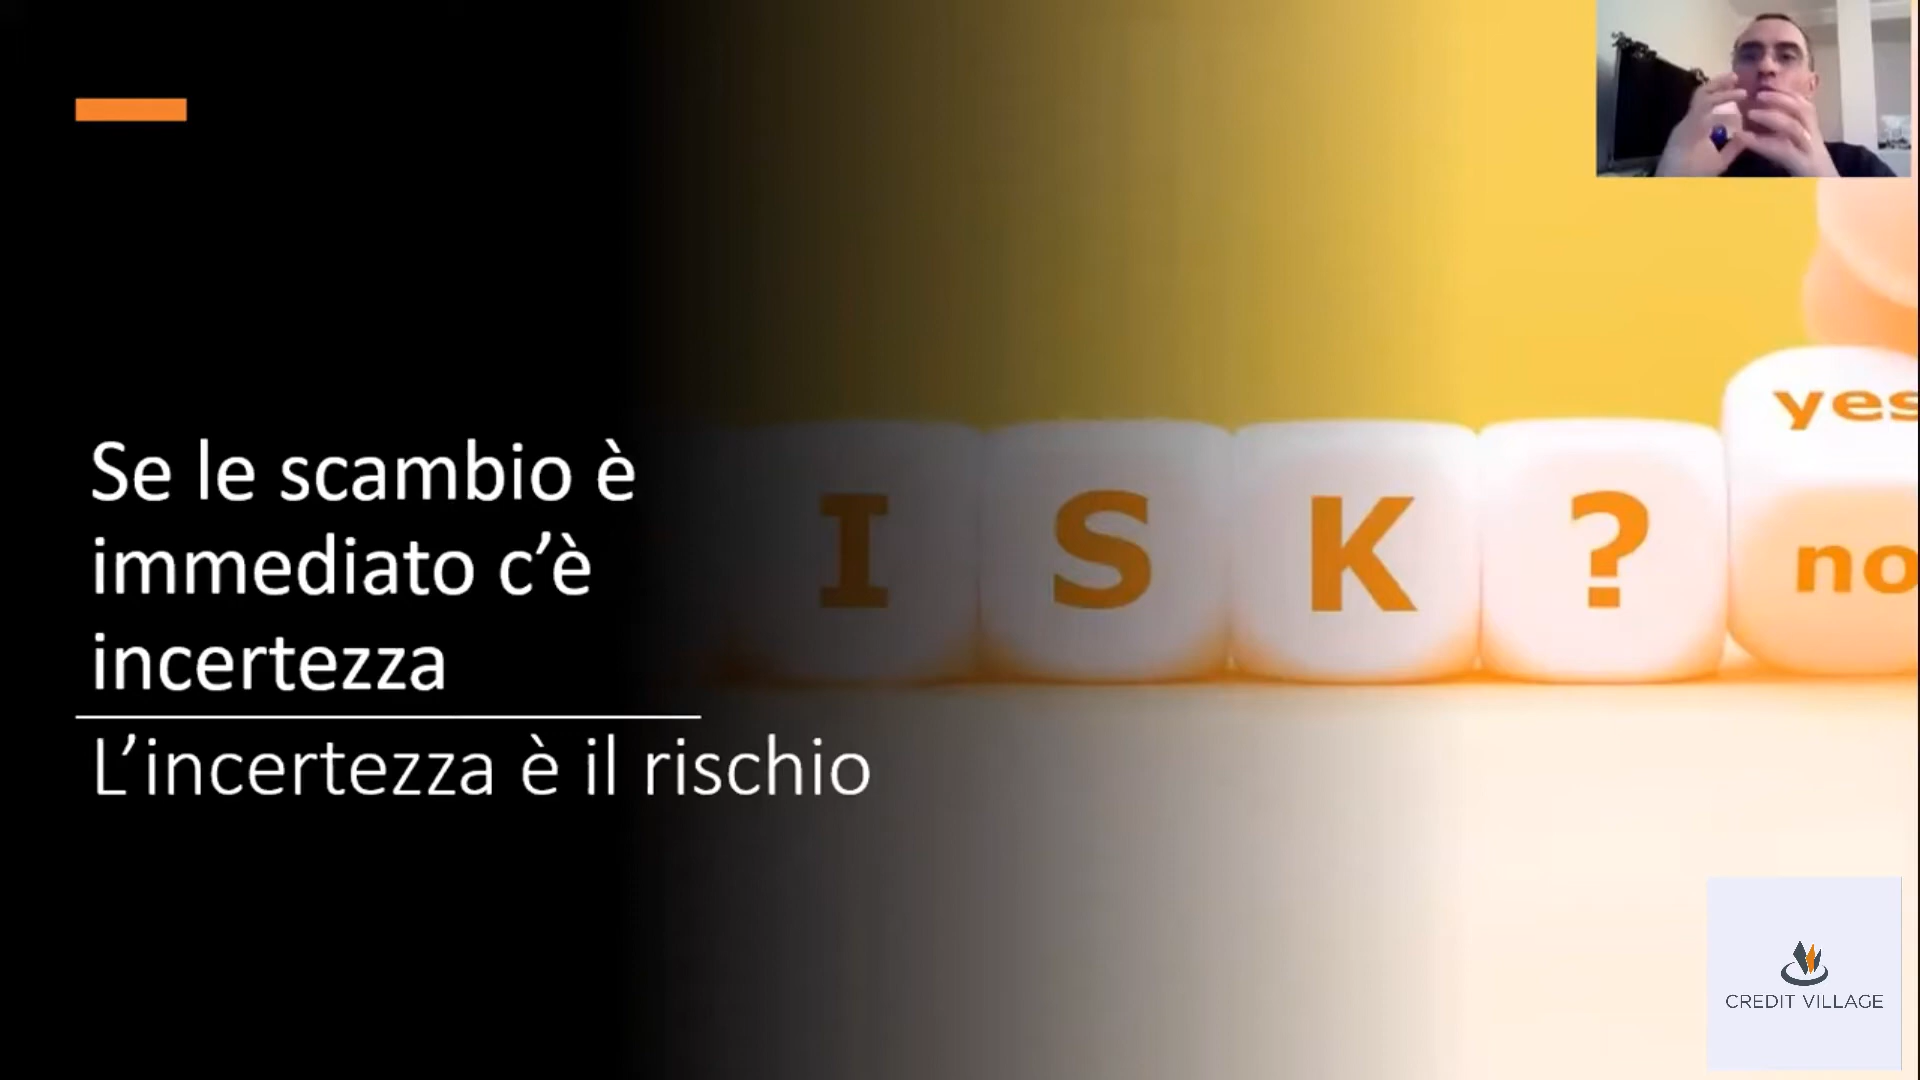 Se le scambio è
immediato c’è
incertezza
L’incertezza è il rischio
I S K ?
yes
no
CREDIT VILLAGE